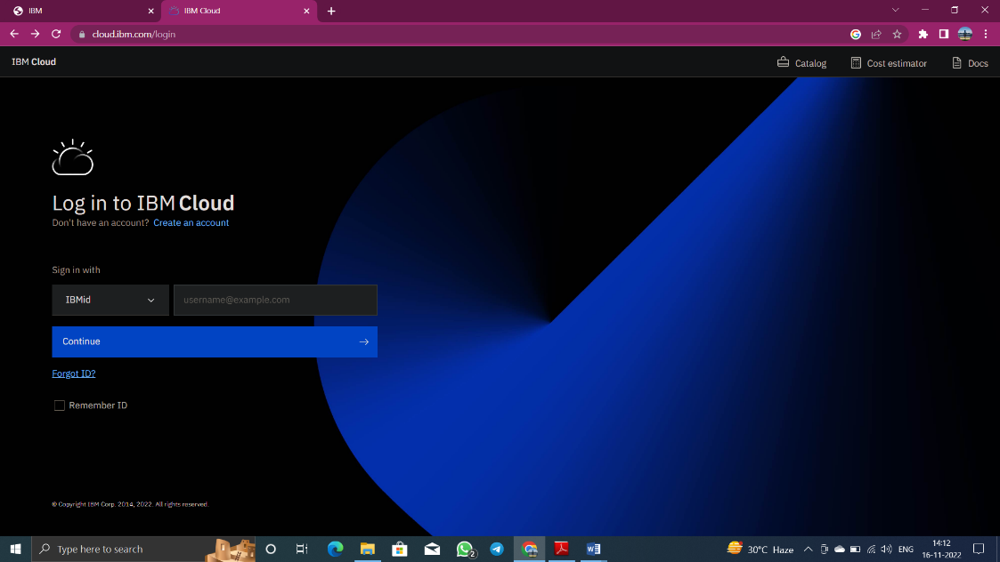 IBM
IBM Cloud
cloud.ibm.com/login
IBM Cloud
Catalog
Cost estimator
Docs
Log in to IBM Cloud
Don't have an account? Create an account
Sign in with
IBMid
username@example.com
Continue
Forgot ID?
Remember ID
© Copyright IBM Corp. 2014, 2022. All rights reserved.
Type here to search
2
30°C Haze
ENG
14:12
16-11-2022